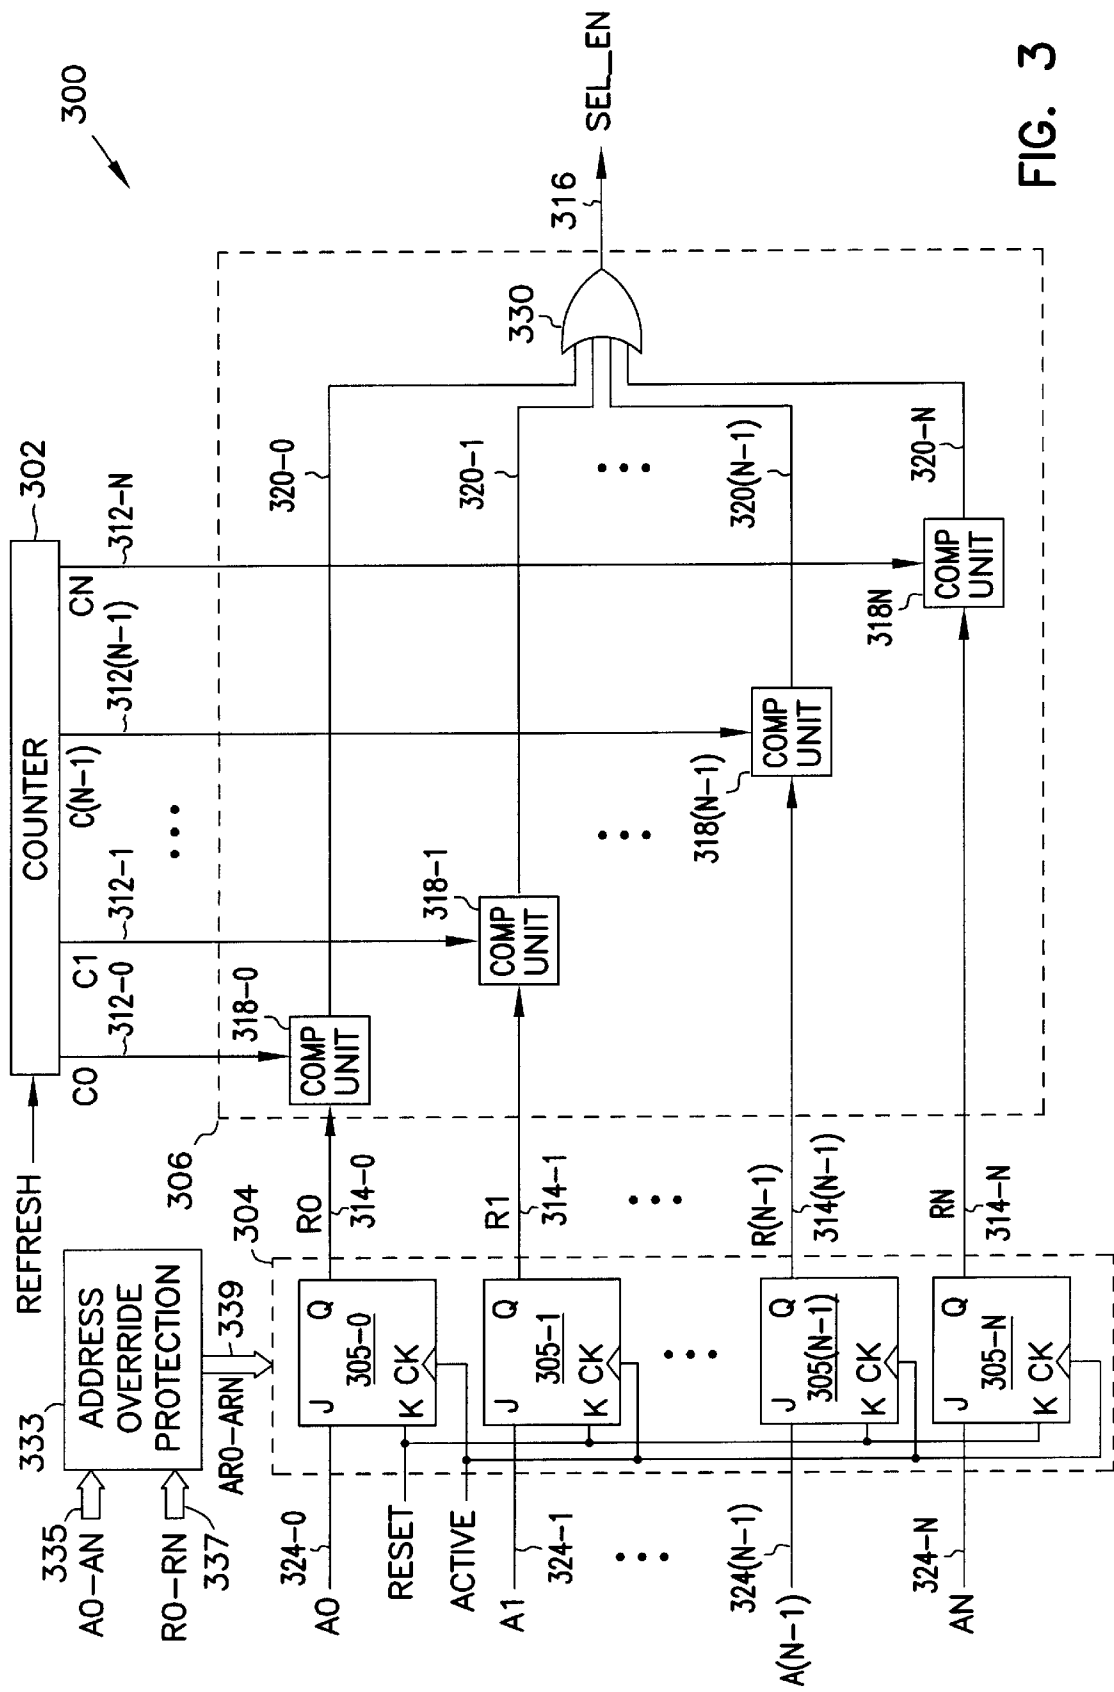 300
302
COUNTER
REFRESH
C0
312-0
C1
312-1
C(N-1)
312(N-1)
CN
312-N
333
ADDRESS
OVERRIDE
PROTECTION
335
A0-AN
R0-RN
337
AR0-ARN
339
304
306
A0
324-0
J
Q
305-0
K
CK
R0
314-0
318-0
COMP
UNIT
320-0
RESET
ACTIVE
A1
324-1
J
Q
305-1
K
CK
R1
314-1
318-1
COMP
UNIT
320-1
330
316
SEL_EN
A(N-1)
324(N-1)
J
Q
305(N-1)
K
CK
R(N-1)
314(N-1)
318(N-1)
COMP
UNIT
320(N-1)
AN
324-N
J
Q
305-N
K
CK
RN
314-N
318N
COMP
UNIT
320-N
FIG. 3